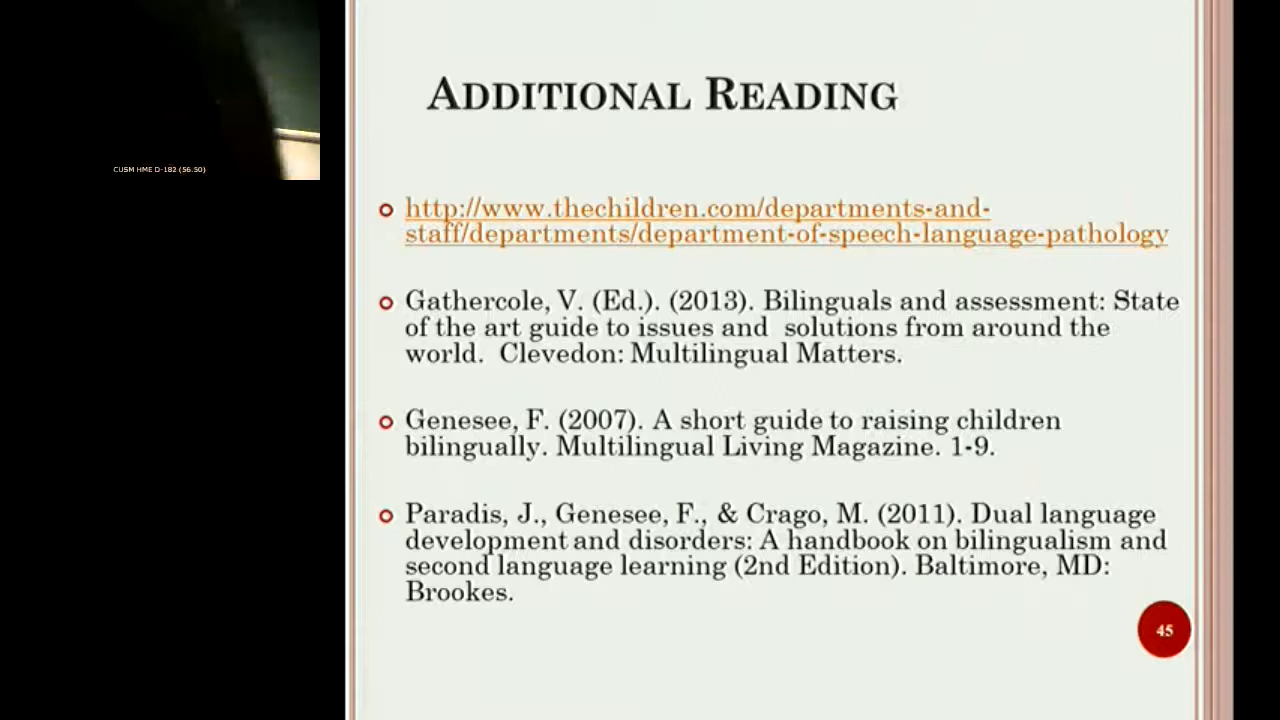 CUSM HME D-182 (56.50)
ADDITIONAL READING
http://www.thechildren.com/departments-and-
staff/departments/department-of-speech-language-pathology
Gathercole, V. (Ed.). (2013). Bilinguals and assessment: State
of the art guide to issues and  solutions from around the
world.  Clevedon: Multilingual Matters.
Genesee, F. (2007). A short guide to raising children
bilingually. Multilingual Living Magazine. 1-9.
Paradis, J., Genesee, F., & Crago, M. (2011). Dual language
development and disorders: A handbook on bilingualism and
second language learning (2nd Edition). Baltimore, MD:
Brookes.
45